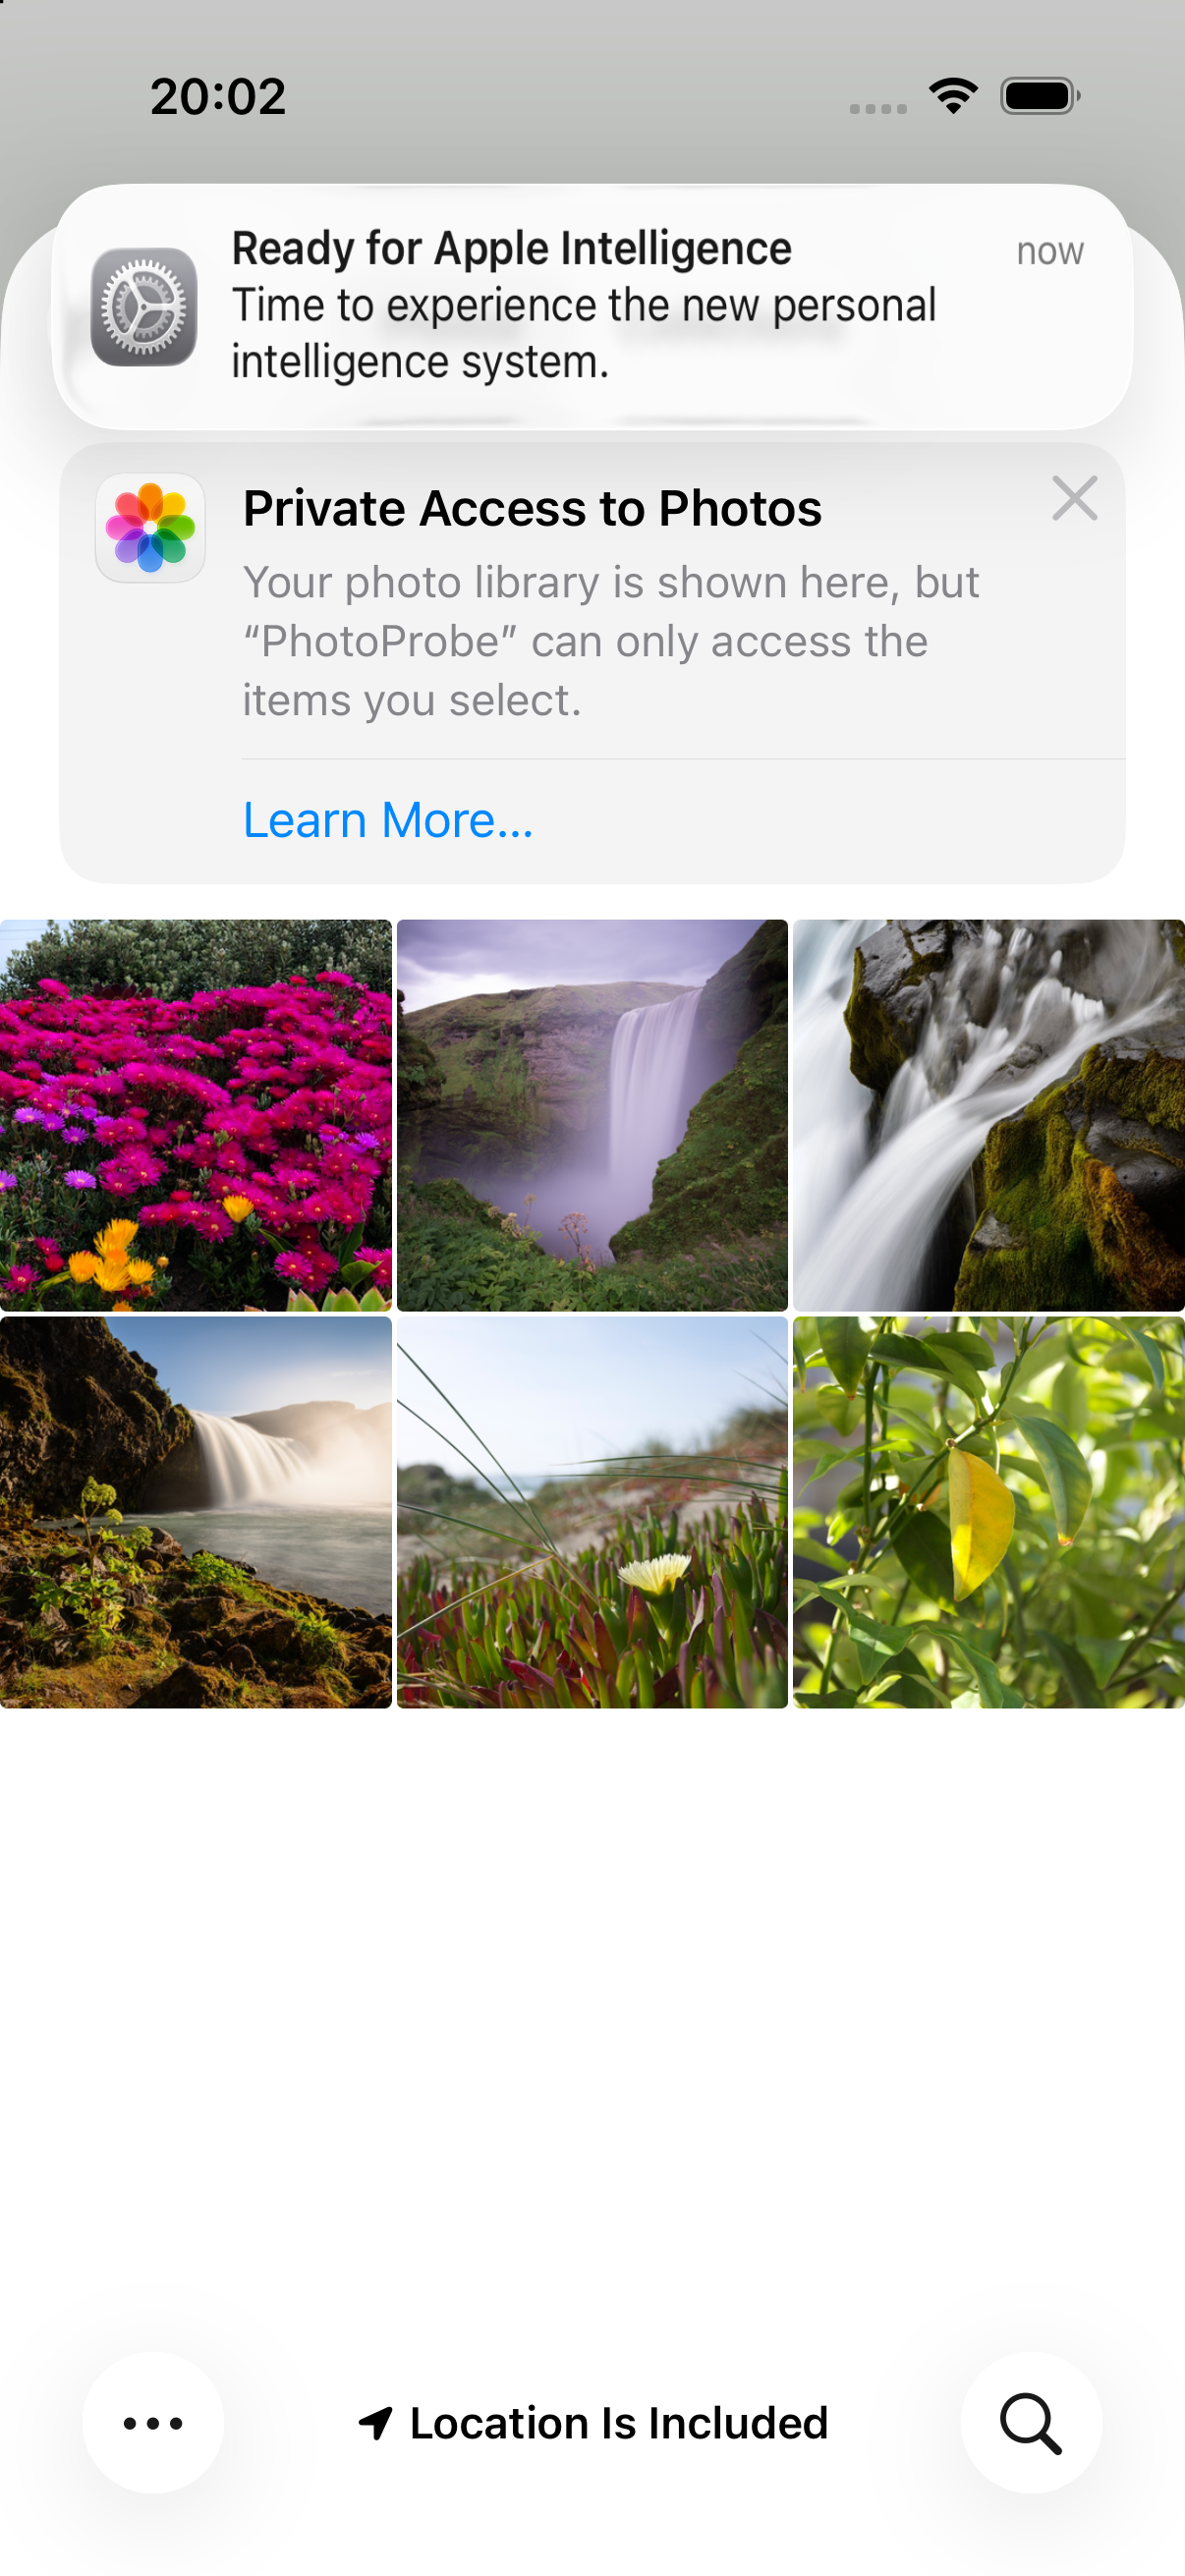 20:02
Ready for Apple Intelligence
now
Time to experience the new personal
intelligence system.
Private Access to Photos
Your photo library is shown here, but
“PhotoProbe” can only access the
items you select.
Learn More...
Location Is Included